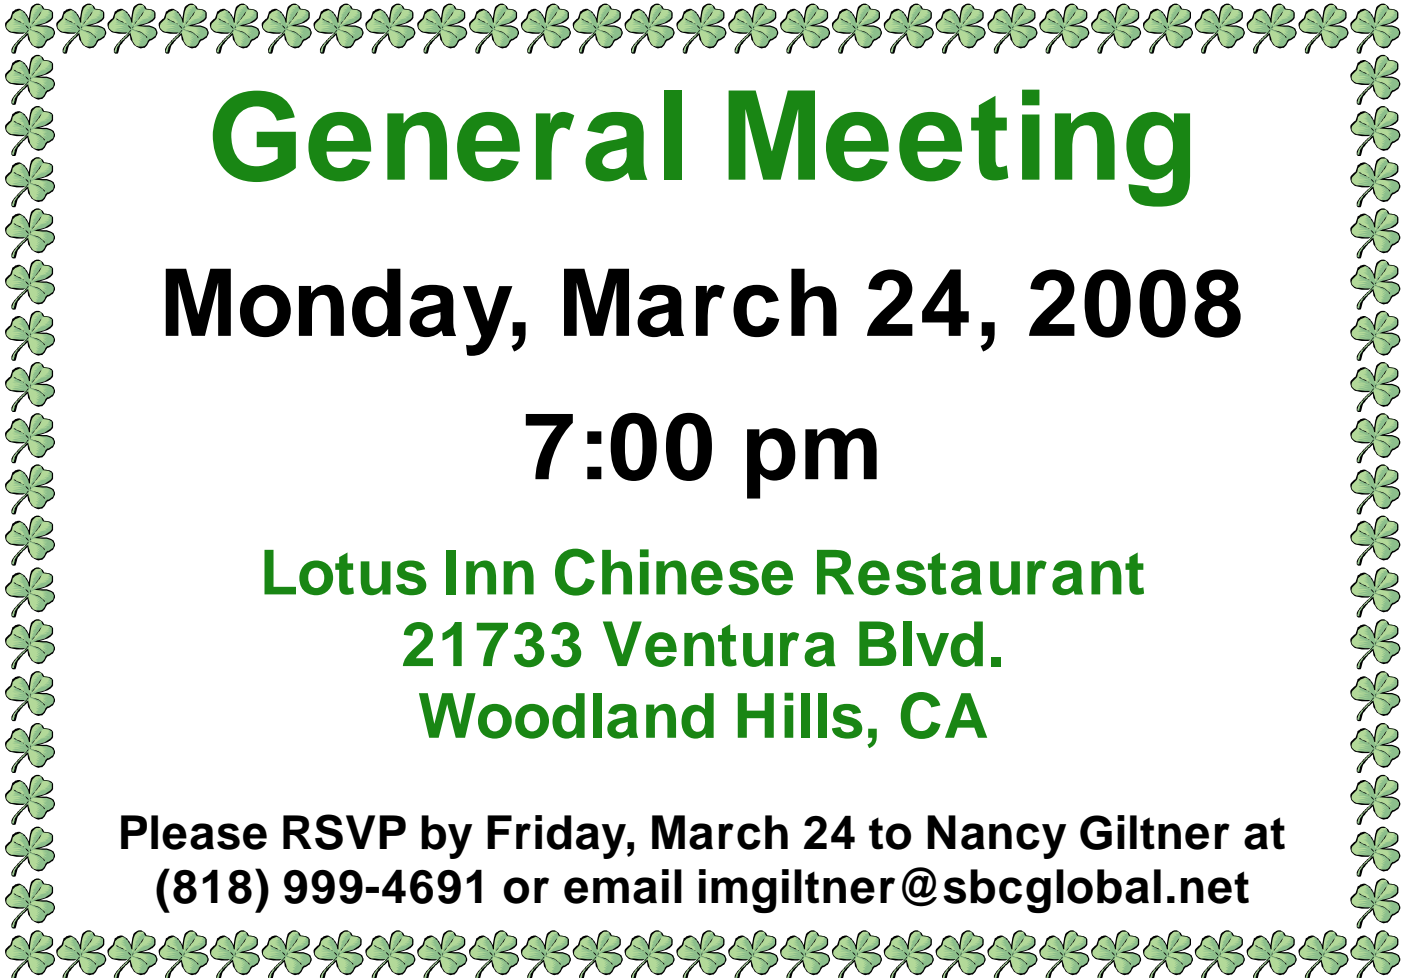 General Meeting
Monday, March 24, 2008
7:00 pm
Lotus Inn Chinese Restaurant
21733 Ventura Blvd.
Woodland Hills, CA
Please RSVP by Friday, March 24 to Nancy Giltner at
(818) 999-4691 or email imgiltner@sbcglobal.net